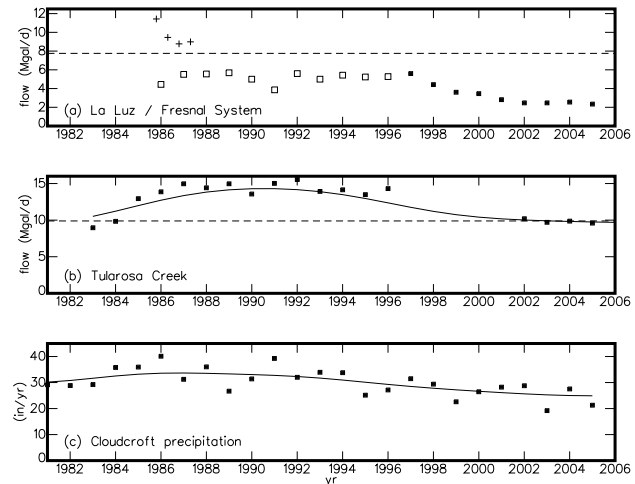 12
10
8
6
4
2
0
flow (Mgal/d)
(a) La Luz / Fresnal System
1982 1984 1986 1988 1990 1992 1994 1996 1998 2000 2002 2004 2006
15
10
5
0
flow (Mgal/d)
(b) Tularosa Creek
1982 1984 1986 1988 1990 1992 1994 1996 1998 2000 2002 2004 2006
40
30
20
10
0
(in/yr)
(c) Cloudcroft precipitation
1982 1984 1986 1988 1990 1992 1994 1996 1998 2000 2002 2004 2006
yr